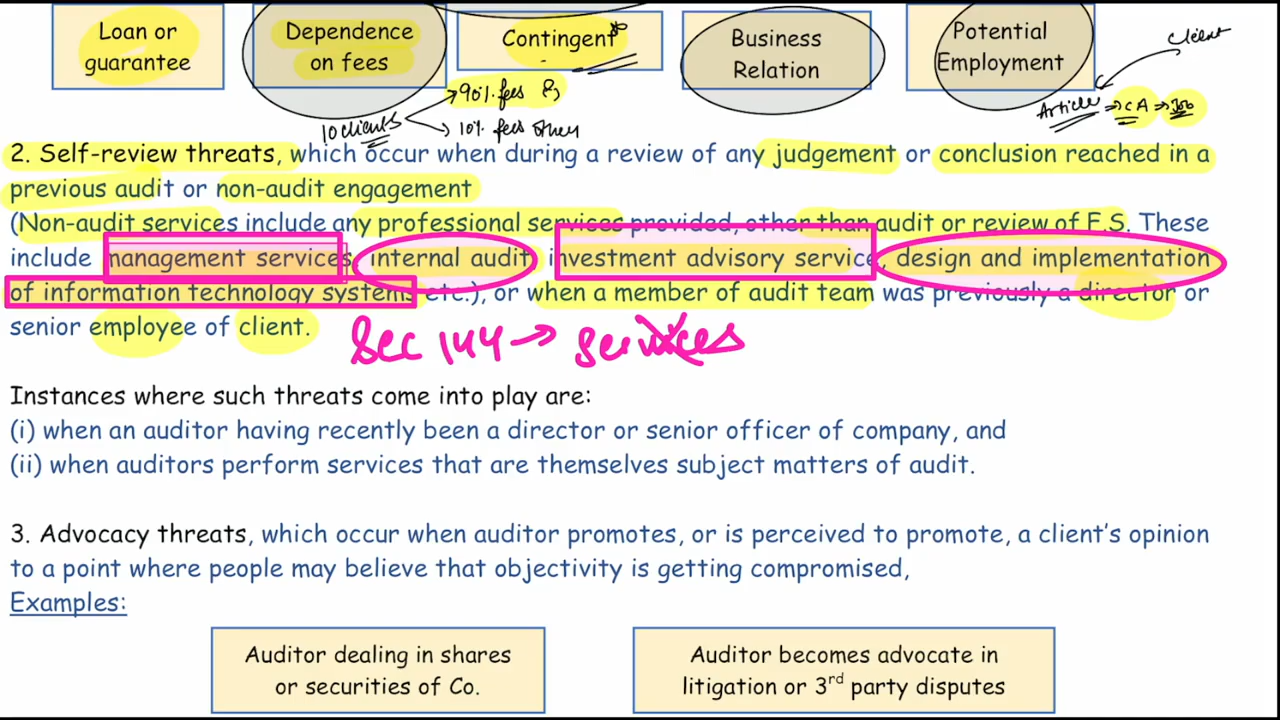 Loan or
guarantee
Dependence
on fees
Contingent
Business
Relation
Potential
Employment
client
90% fees
10 clients
10% fees other
Article ⇒ CA ⇒ Job
2. Self-review threats, which occur when during a review of any judgement or conclusion reached in a
previous audit or non-audit engagement
(Non-audit services include any professional services provided, other than audit or review of F.S. These
include management services, internal audit, investment advisory service, design and implementation
of information technology systems etc.), or when a member of audit team was previously a director or
senior employee of client.
Sec 144 → services
Instances where such threats come into play are:
(i) when an auditor having recently been a director or senior officer of company, and
(ii) when auditors perform services that are themselves subject matters of audit.
3. Advocacy threats, which occur when auditor promotes, or is perceived to promote, a client's opinion
to a point where people may believe that objectivity is getting compromised,
Examples:
Auditor dealing in shares
or securities of Co.
Auditor becomes advocate in
litigation or 3rd party disputes